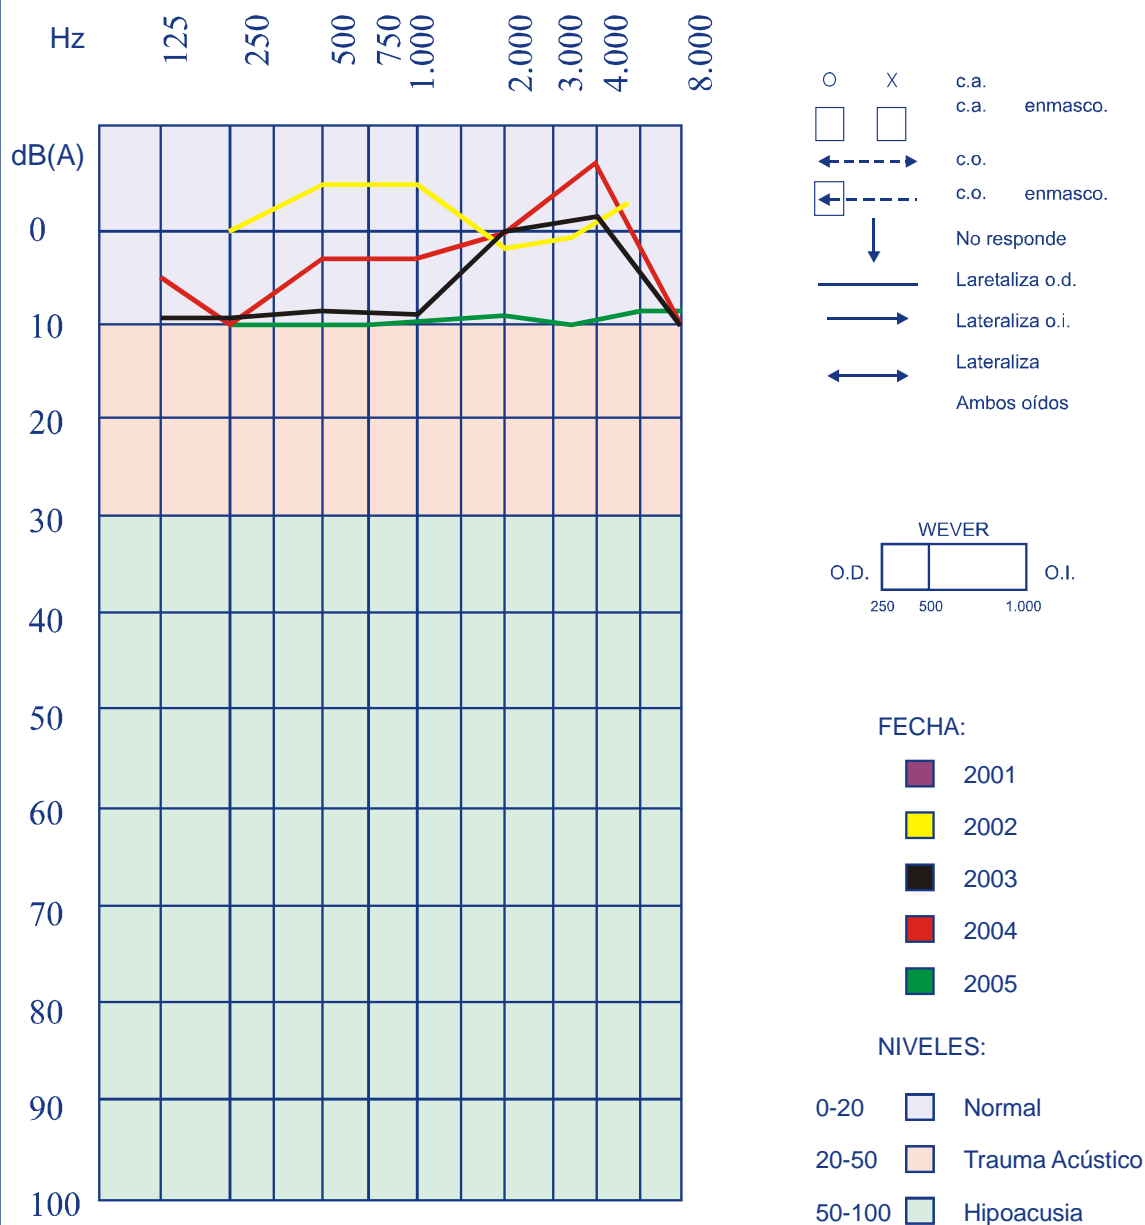 Hz
125
250
500
750
1.000
2.000
3.000
4.000
8.000
dB(A)
0
10
20
30
40
50
60
70
80
90
100
O X c.a.
c.a. enmasco.
c.o.
c.o. enmasco.
No responde
Laretaliza o.d.
Lateraliza o.i.
Lateraliza
Ambos oídos
WEVER
O.D. O.I.
250 500 1.000
FECHA:
2001
2002
2003
2004
2005
NIVELES:
0-20 Normal
20-50 Trauma Acústico
50-100 Hipoacusia